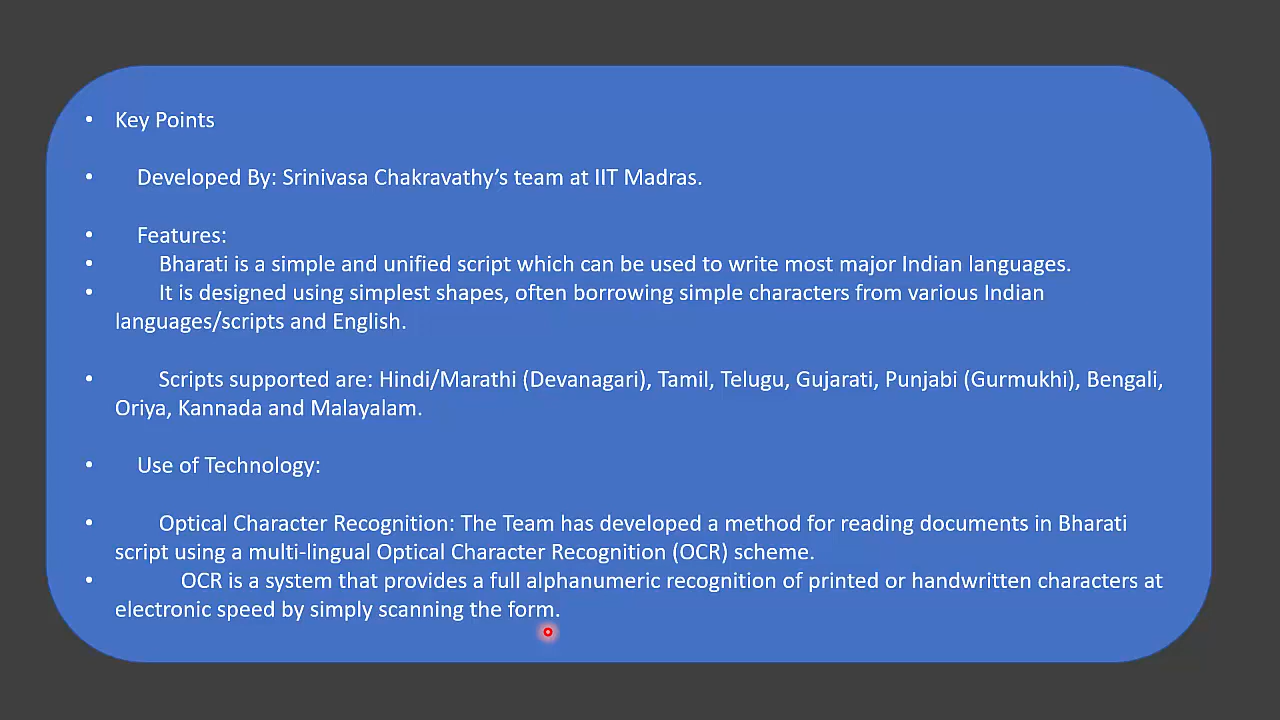 • Key Points
• Developed By: Srinivasa Chakravathy’s team at IIT Madras.
• Features:
• Bharati is a simple and unified script which can be used to write most major Indian languages.
• It is designed using simplest shapes, often borrowing simple characters from various Indian
languages/scripts and English.
• Scripts supported are: Hindi/Marathi (Devanagari), Tamil, Telugu, Gujarati, Punjabi (Gurmukhi), Bengali,
Oriya, Kannada and Malayalam.
• Use of Technology:
• Optical Character Recognition: The Team has developed a method for reading documents in Bharati
script using a multi-lingual Optical Character Recognition (OCR) scheme.
• OCR is a system that provides a full alphanumeric recognition of printed or handwritten characters at
electronic speed by simply scanning the form.